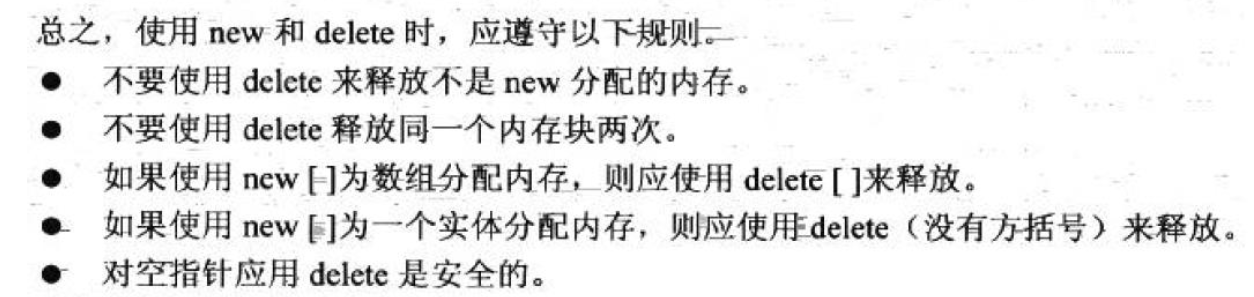 总之，使用 new 和 delete 时，应遵守以下规则。
● 不要使用 delete 来释放不是 new 分配的内存。
● 不要使用 delete 释放同一个内存块两次。
● 如果使用 new [ ]为数组分配内存，则应使用 delete [ ]来释放。
● 如果使用 new [ ]为一个实体分配内存，则应使用 delete（没有方括号）来释放。
● 对空指针应用 delete 是安全的。